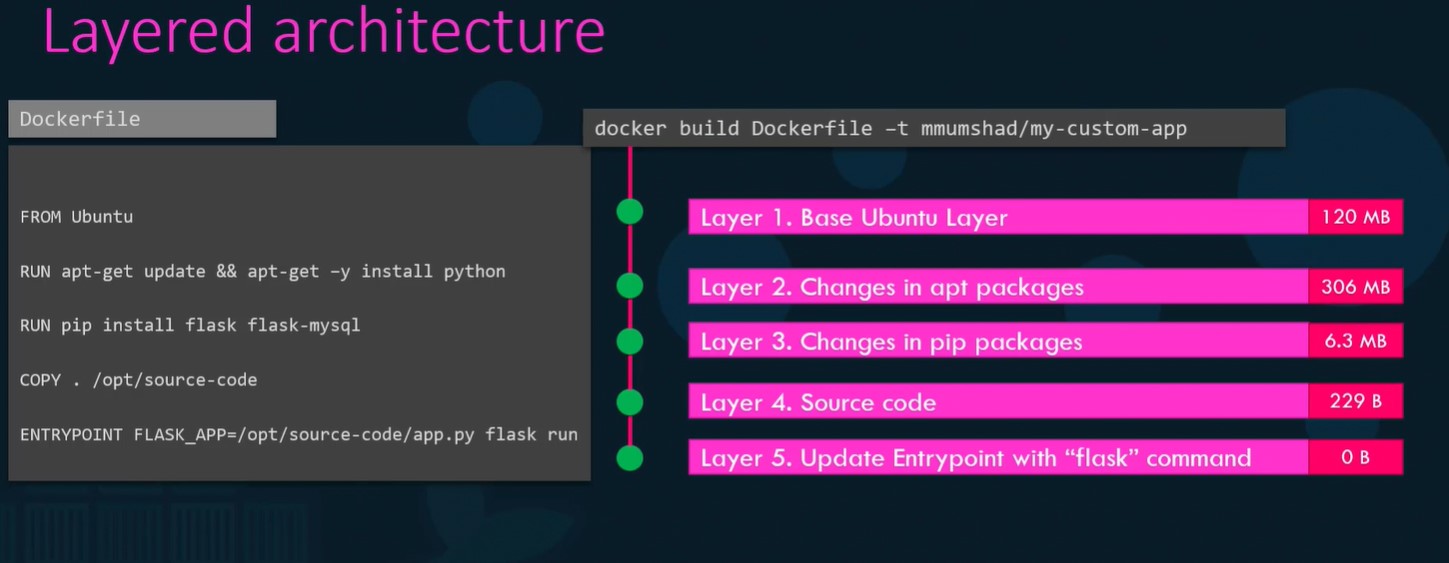 Layered architecture
Dockerfile
FROM Ubuntu
RUN apt-get update && apt-get –y install python
RUN pip install flask flask-mysql
COPY . /opt/source-code
ENTRYPOINT FLASK_APP=/opt/source-code/app.py flask run
docker build Dockerfile –t mmumshad/my-custom-app
Layer 1. Base Ubuntu Layer 120 MB
Layer 2. Changes in apt packages 306 MB
Layer 3. Changes in pip packages 6.3 MB
Layer 4. Source code 229 B
Layer 5. Update Entrypoint with “flask” command 0 B